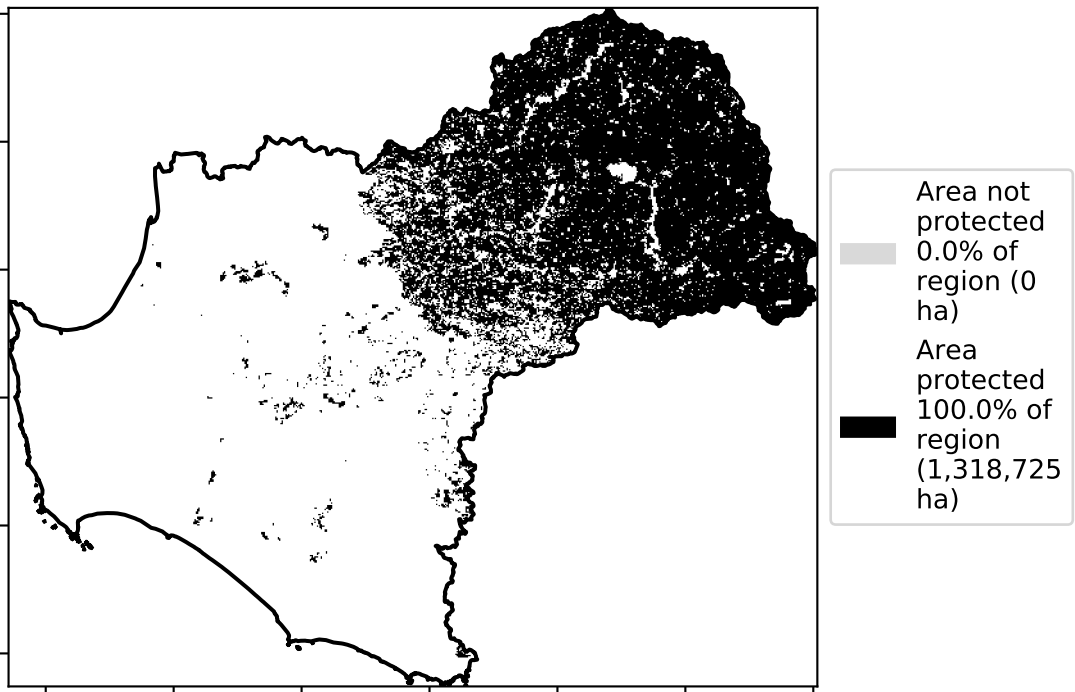 Area not
protected
0.0% of
region (0
ha)
Area
protected
100.0% of
region
(1,318,725
ha)